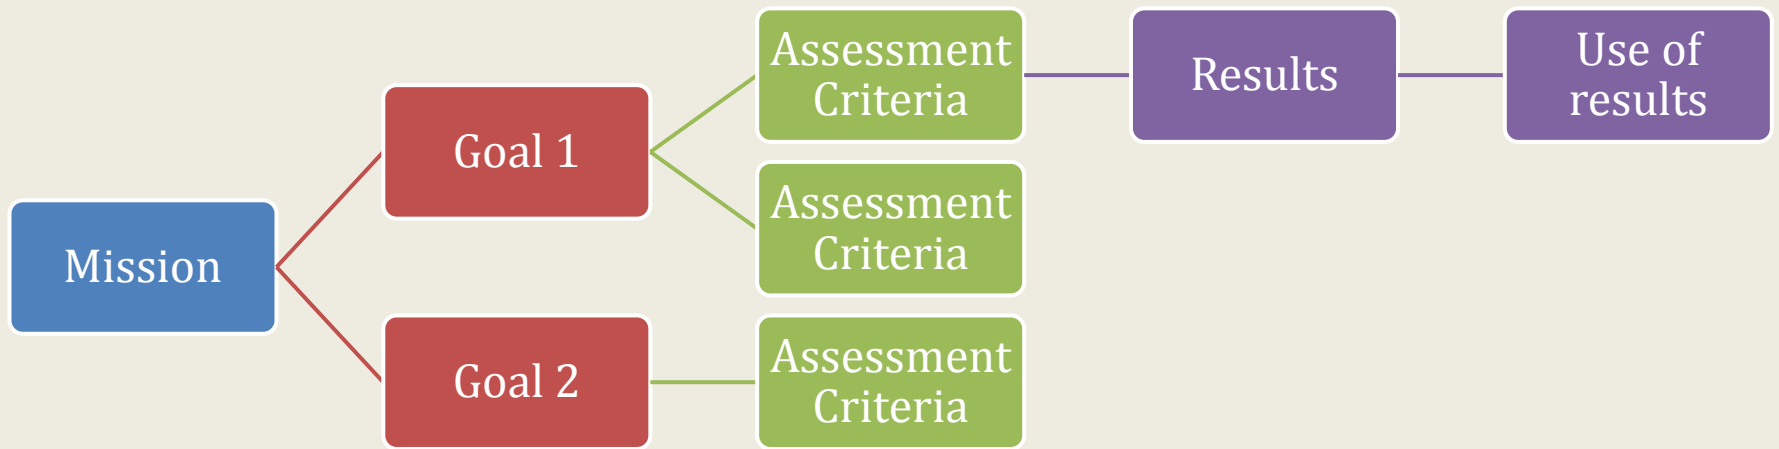 Mission
Goal 1
Goal 2
Assessment
Criteria
Assessment
Criteria
Assessment
Criteria
Results
Use of
results